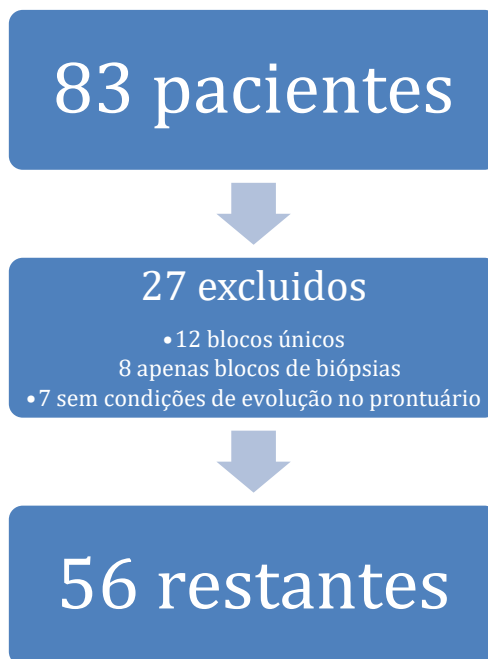 83 pacientes
27 excluidos
•12 blocos únicos
8 apenas blocos de biópsias
•7 sem condições de evolução no prontuário
56 restantes